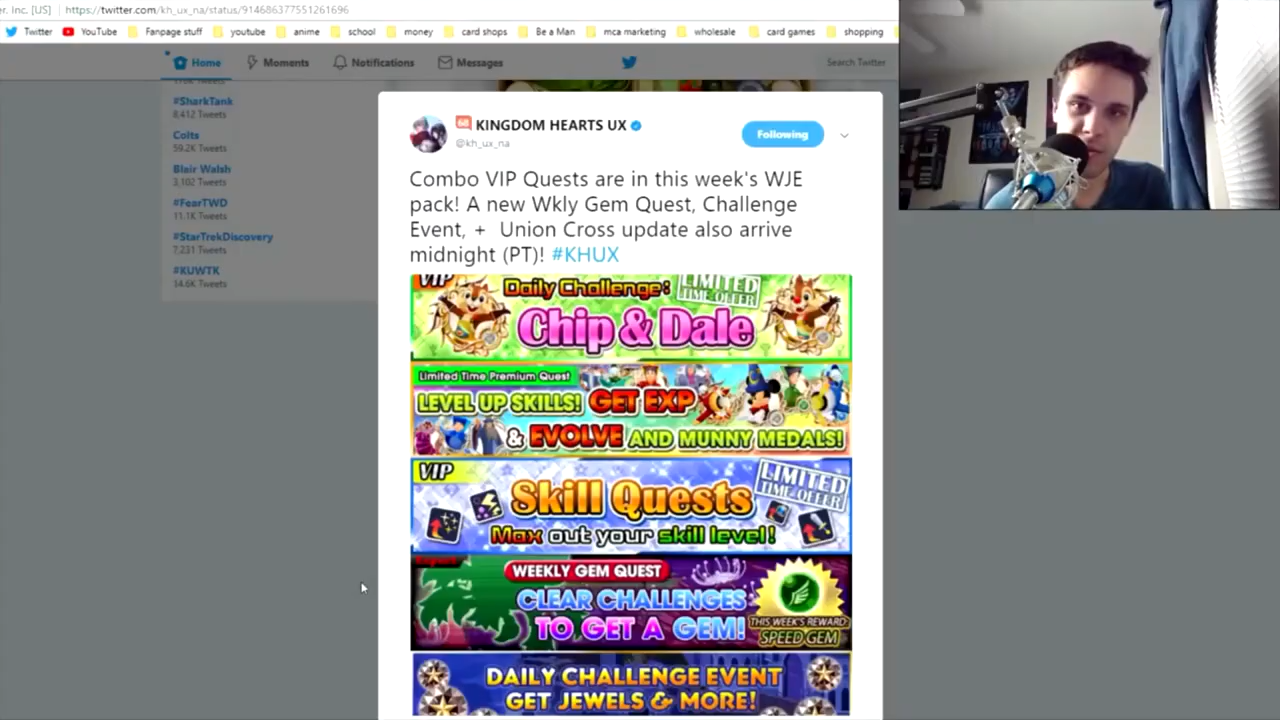 r. Inc. [US] https://twitter.com/kh_ux_na/status/914686377551261696
Twitter YouTube Fanpage stuff youtube anime school money card shops Be a Man mca marketing wholesale card games shopping
Home Moments Notifications Messages Search Twitter
#SharkTank
8,412 Tweets
Colts
59.2K Tweets
Blair Walsh
3,102 Tweets
#FearTWD
11.1K Tweets
#StarTrekDiscovery
7,231 Tweets
#KUWTK
14.6K Tweets
KINGDOM HEARTS UX
@kh_ux_na
Following
Combo VIP Quests are in this week's WJE
pack! A new Wkly Gem Quest, Challenge
Event, + Union Cross update also arrive
midnight (PT)! #KHUX
VIP
Daily Challenge:
LIMITED
TIME OFFER
Chip & Dale
Limited Time Premium Quest
LEVEL UP SKILLS! GET EXP
& EVOLVE AND MUNNY MEDALS!
VIP
LIMITED
TIME OFFER
Skill Quests
Max out your skill level!
WEEKLY GEM QUEST
CLEAR CHALLENGES
TO GET A GEM!
THIS WEEK'S REWARD:
SPEED GEM
DAILY CHALLENGE EVENT
GET JEWELS & MORE!